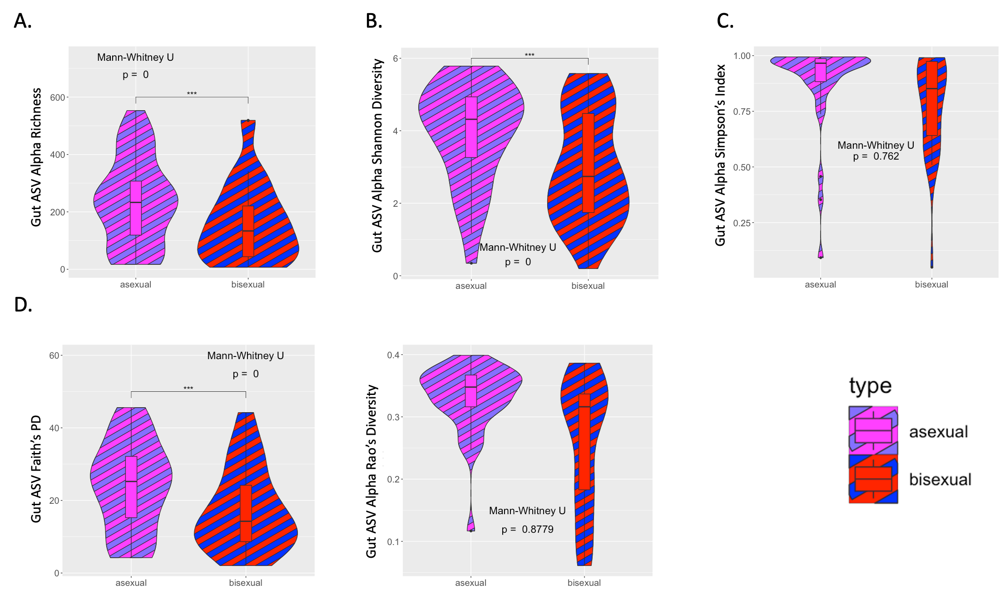 A.
Gut ASV Alpha Richness
Mann-Whitney U
p = 0
***
600
400
200
0
asexual
bisexual
B.
Gut ASV Alpha Shannon Diversity
***
6
4
2
0
Mann-Whitney U
p = 0
asexual
bisexual
C.
Gut ASV Alpha Simpson's Index
1.00
0.75
0.50
0.25
Mann-Whitney U
p = 0.762
asexual
bisexual
D.
Gut ASV Faith's PD
Mann-Whitney U
p = 0
***
60
40
20
0
asexual
bisexual
Gut ASV Alpha Rao's Diversity
0.4
0.3
0.2
0.1
Mann-Whitney U
p = 0.8779
asexual
bisexual
type
asexual
bisexual